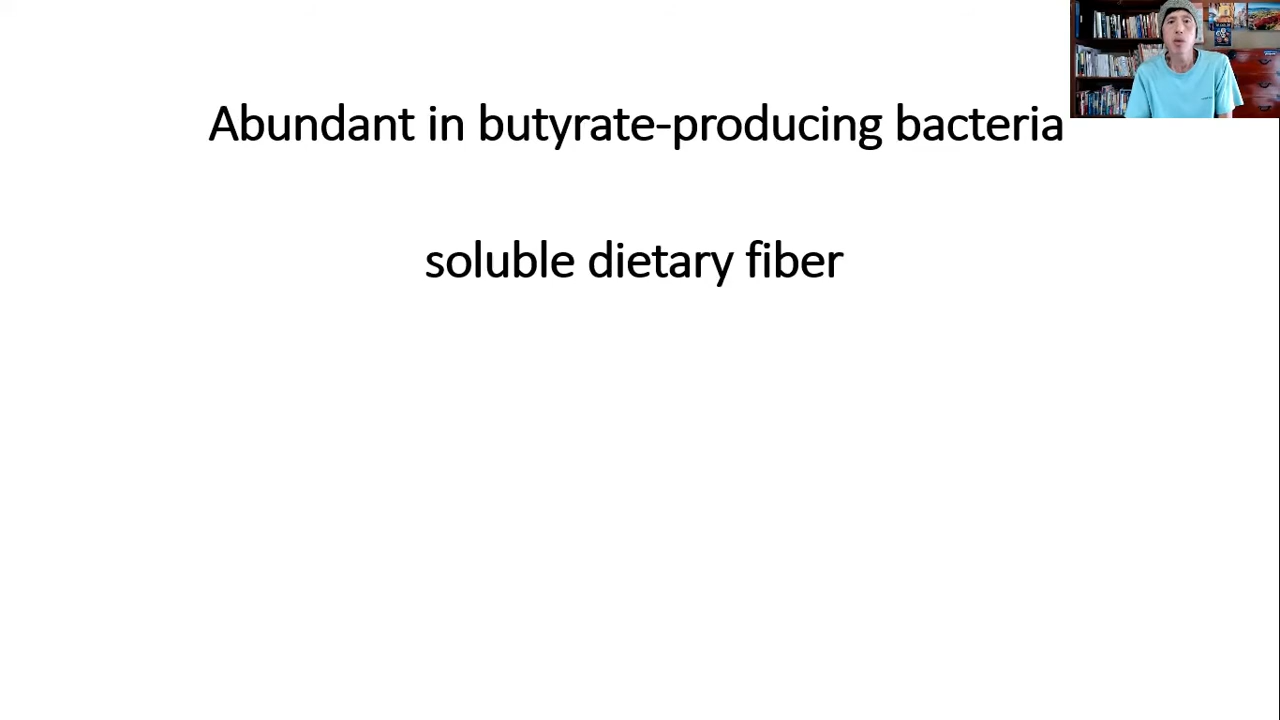 Abundant in butyrate-producing bacteria
soluble dietary fiber